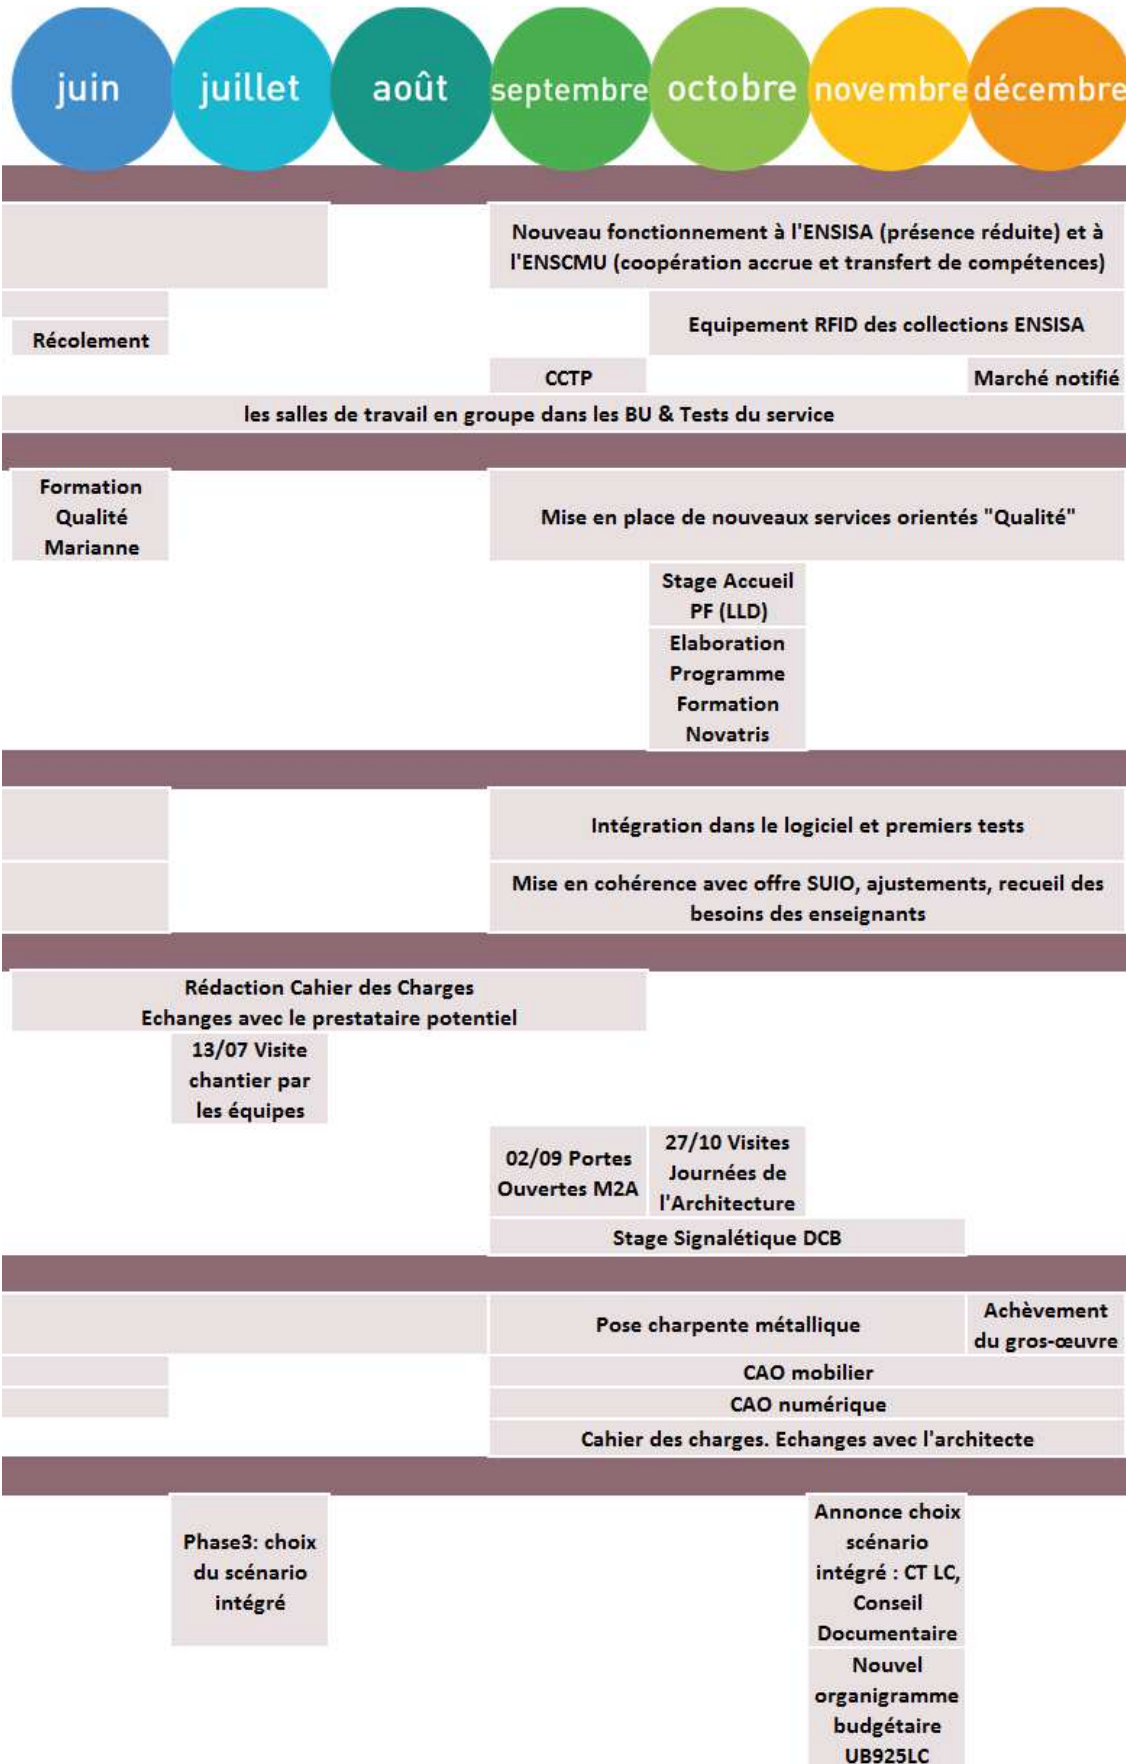 juin juillet août septembre octobre novembre décembre
Nouveau fonctionnement à l'ENSISA (présence réduite) et à
l'ENSCMU (coopération accrue et transfert de compétences)
Equipement RFID des collections ENSISA
Récolement
CCTP Marché notifié
les salles de travail en groupe dans les BU & Tests du service
Formation
Qualité
Marianne
Mise en place de nouveaux services orientés "Qualité"
Stage Accueil
PF (LLD)
Elaboration
Programme
Formation
Novatris
Intégration dans le logiciel et premiers tests
Mise en cohérence avec offre SUIO, ajustements, recueil des
besoins des enseignants
Rédaction Cahier des Charges
Echanges avec le prestataire potentiel
13/07 Visite
chantier par
les équipes
02/09 Portes
Ouvertes M2A
27/10 Visites
Journées de
l'Architecture
Stage Signalétique DCB
Pose charpente métallique
Achèvement
du gros-œuvre
CAO mobilier
CAO numérique
Cahier des charges. Echanges avec l'architecte
Phase3: choix
du scénario
intégré
Annonce choix
scénario
intégré : CT LC,
Conseil
Documentaire
Nouvel
organigramme
budgétaire
UB925LC